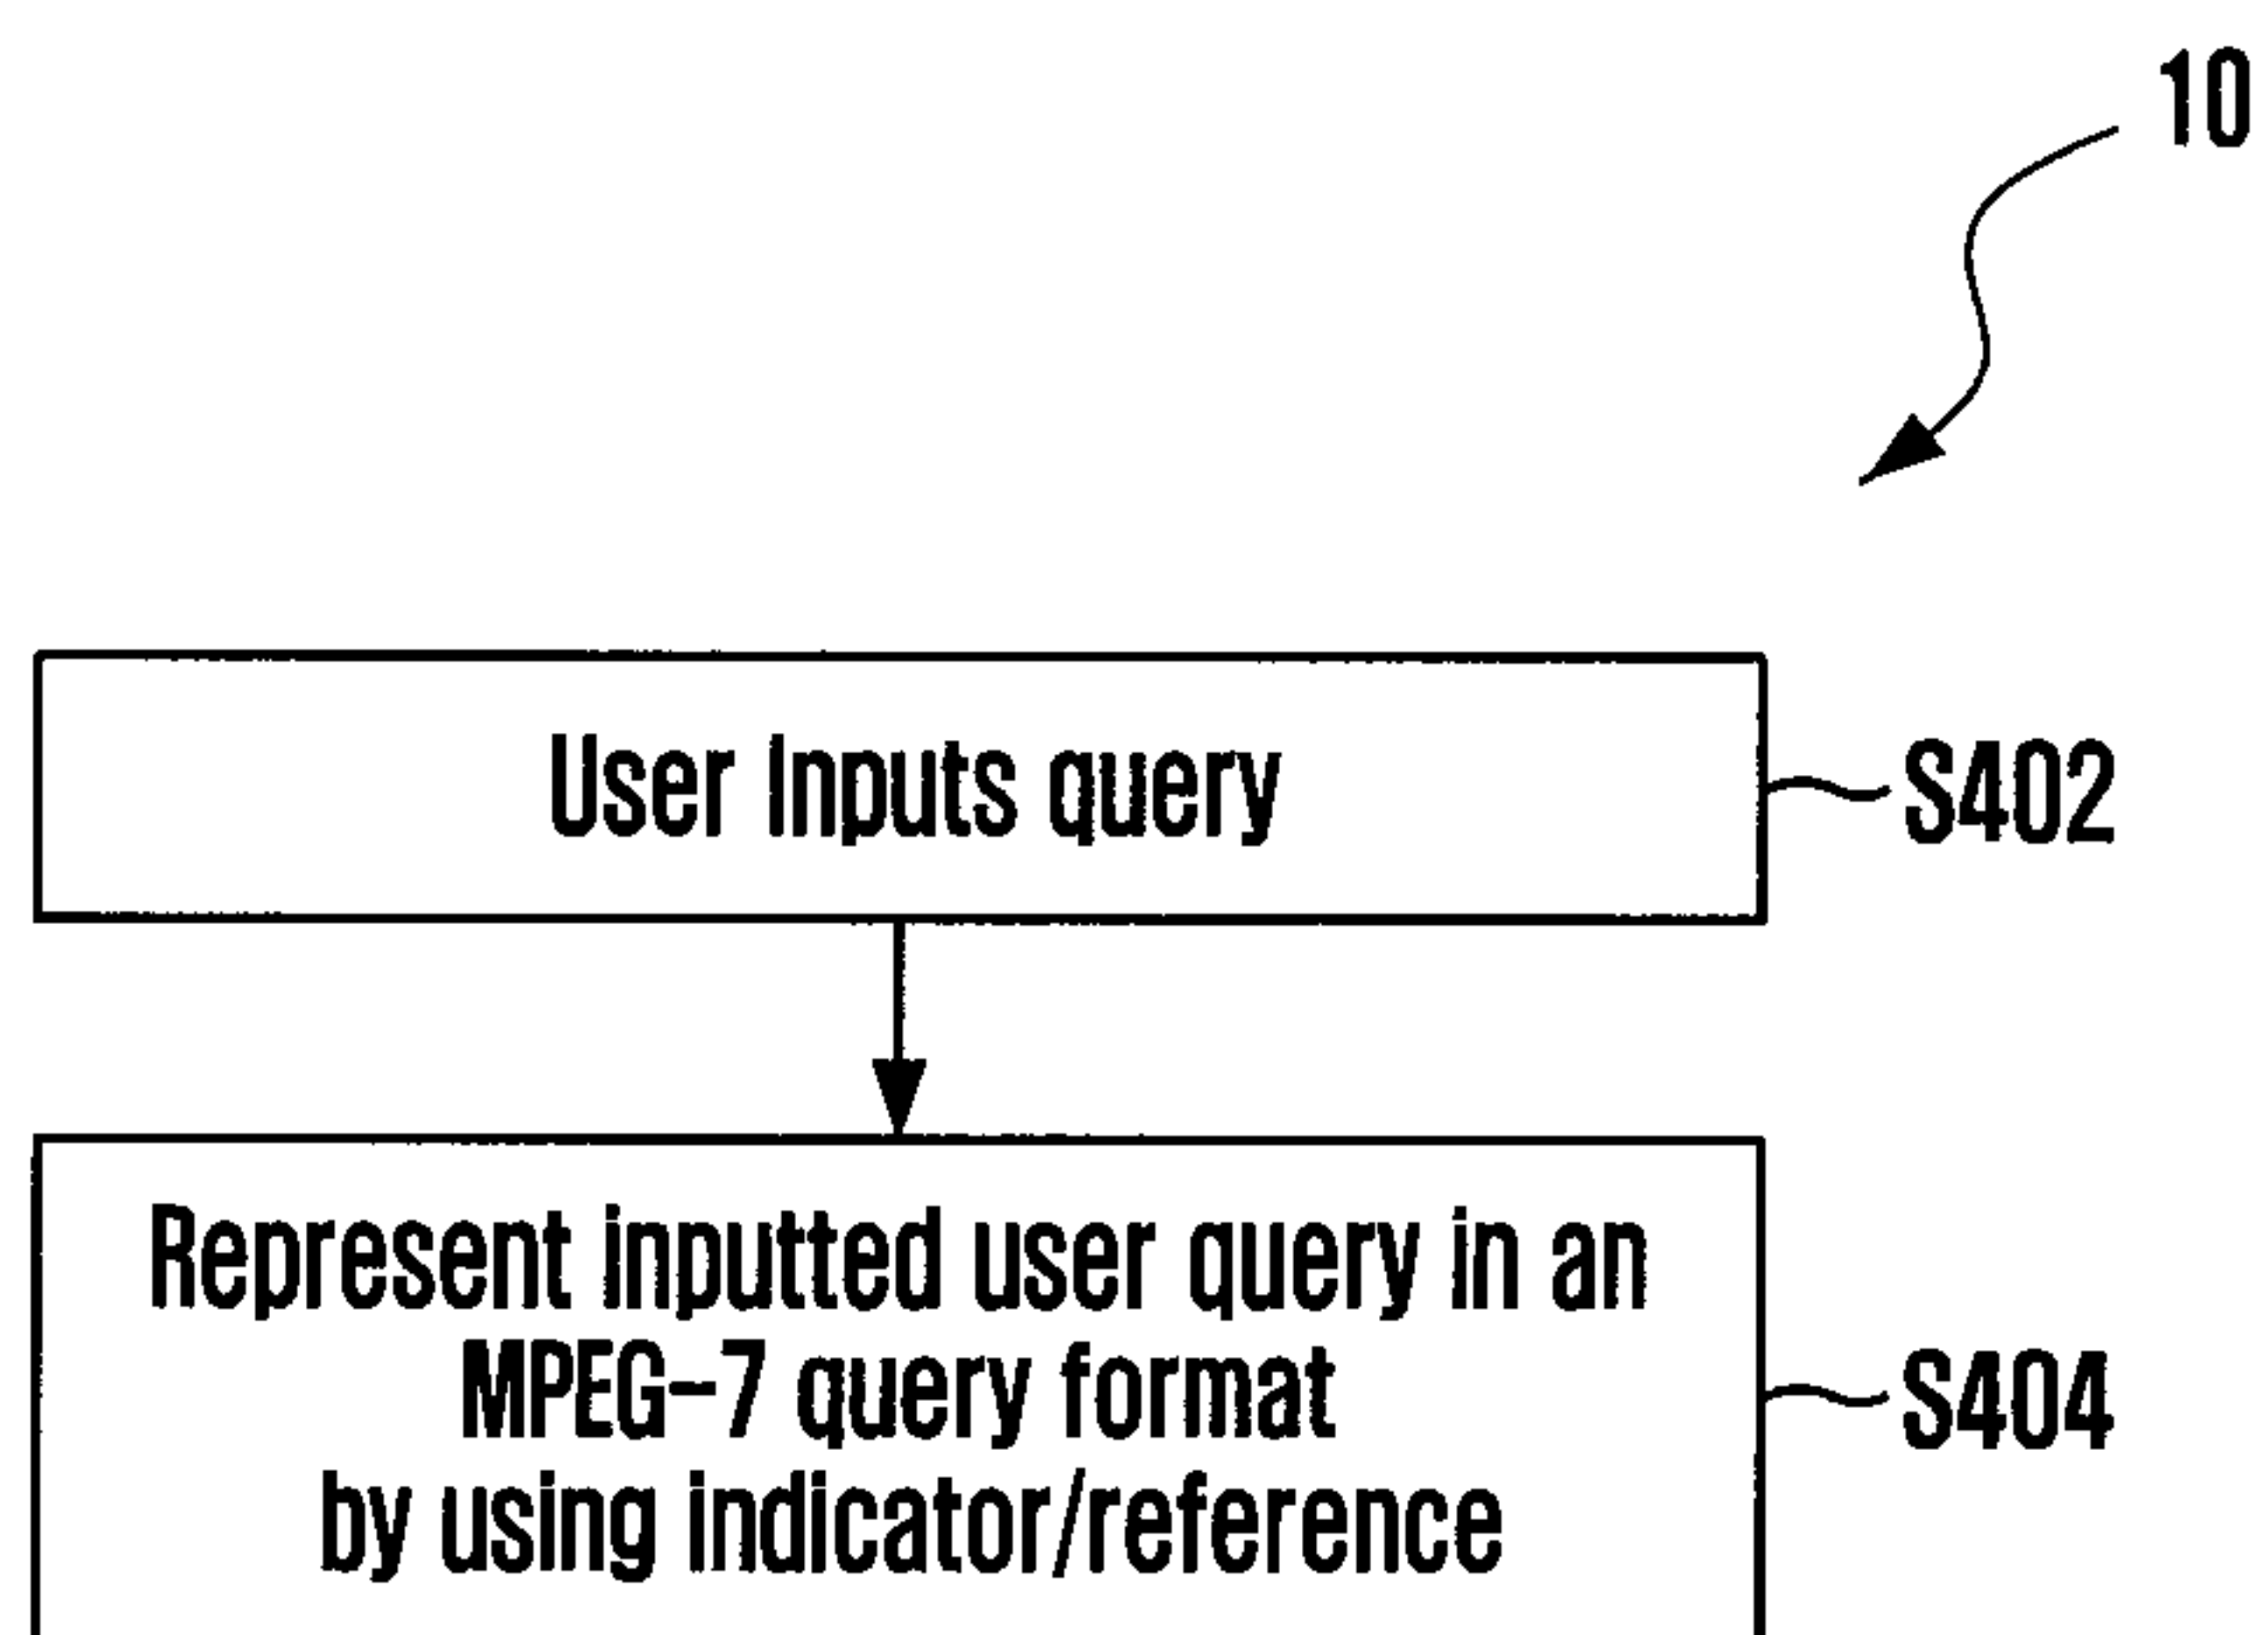 10
User Inputs query
S402
Represent inputted user query in an
MPEG-7 query format
by using indicator/reference
S404